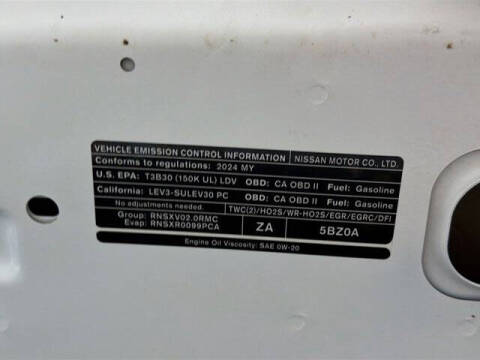 VEHICLE EMISSION CONTROL INFORMATION NISSAN MOTOR CO., LTD.
Conforms to regulations: 2024 MY
U.S. EPA: T3B30 (150K UL) LDV OBD: CA OBD II Fuel: Gasoline
California: LEV3-SULEV30 PC OBD: CA OBD II Fuel: Gasoline
No adjustments needed. TWC(2)/HO2S/WR-HO2S/EGR/EGRC/DFI
Group: RNSXV02.0RMC
Evap: RNSXR0099PCA
ZA 5BZ0A
Engine Oil Viscosity: SAE 0W-20